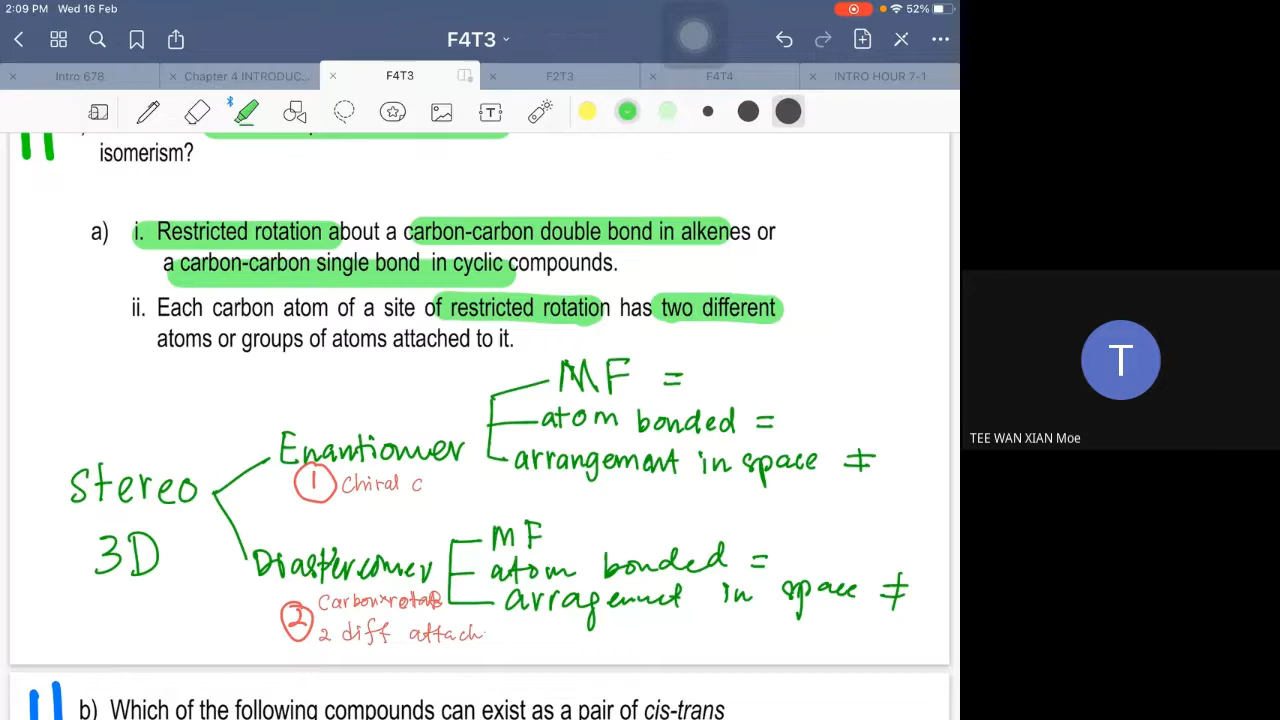 2:09 PM Wed 16 Feb
52%
F4T3
Intro 678
Chapter 4 INTRODUC...
F4T3
F2T3
F4T4
INTRO HOUR 7-1
isomerism?
a) i. Restricted rotation about a carbon-carbon double bond in alkenes or
a carbon-carbon single bond in cyclic compounds.
ii. Each carbon atom of a site of restricted rotation has two different
atoms or groups of atoms attached to it.
MF =
atom bonded =
Enantiomer
arrangement in space ≠
1 Chiral c
Stereo
3D
MF
Diastereomer
atom bonded =
arragemnet in space ≠
2 Carbon x rotate
2 diff attach
TEE WAN XIAN Moe
T
11
11 b) Which of the following compounds can exist as a pair of cis-trans